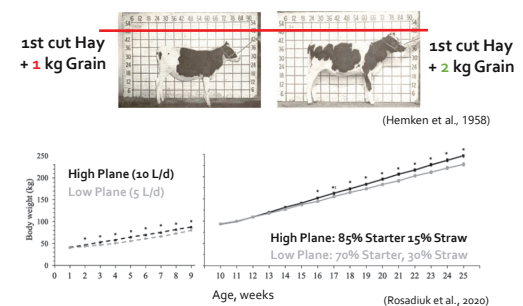 1st cut Hay
+ 1 kg Grain
1st cut Hay
+ 2 kg Grain
(Hemken et al., 1958)
High Plane (10 L/d)
Low Plane (5 L/d)
Body weight (kg)
250
200
150
100
50
0
0 1 2 3 4 5 6 7 8 9
10 11 12 13 14 15 16 17 18 19 20 21 22 23 24 25
High Plane: 85% Starter 15% Straw
Low Plane: 70% Starter, 30% Straw
Age, weeks
(Rosadiuk et al., 2020)